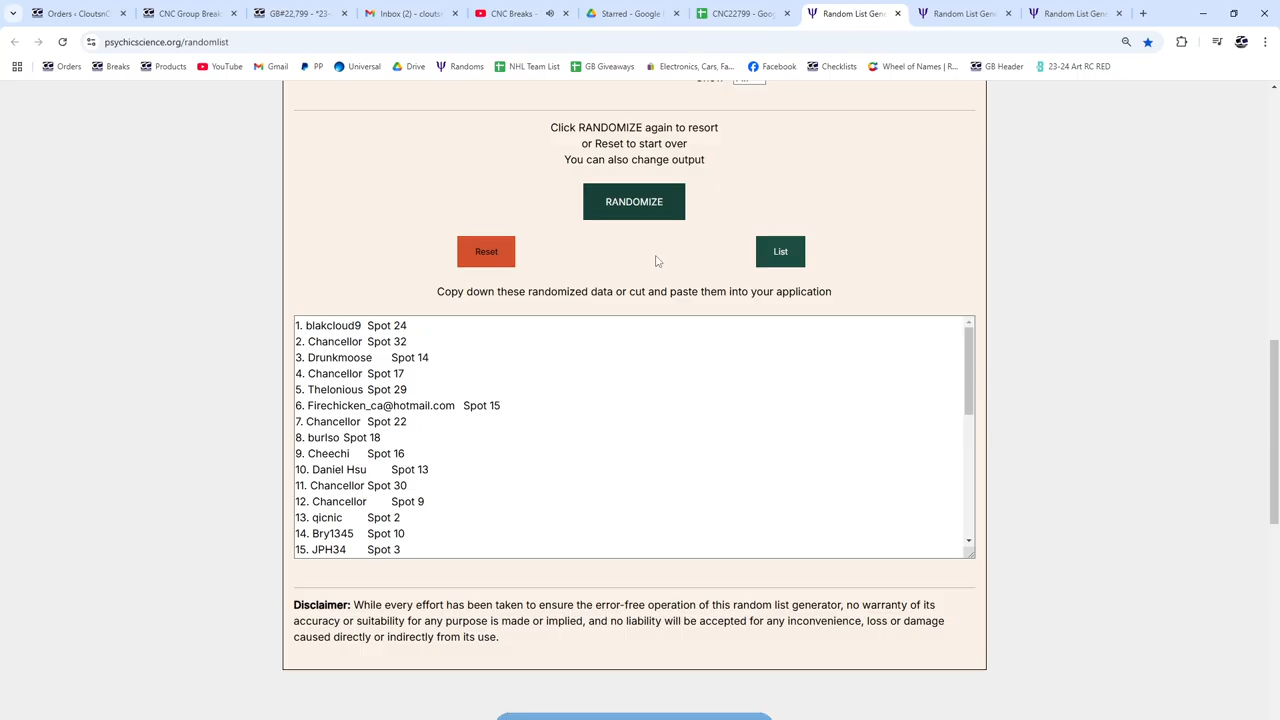 Orders - CloutsnC
CNC Group Break
GB#22,799 - *23-
Inbox (2) - clouts
CNC Breaks -
Starred - Google
CNC22799 - Goo
Random List Gene
Random List Gene
Random List Gene
psychicscience.org/randomlist
Orders
Breaks
Products
YouTube
Gmail
PP
Universal
Drive
Randoms
NHL Team List
GB Giveaways
Electronics, Cars, Fa...
Facebook
Checklists
Wheel of Names | R...
GB Header
23-24 Art RC RED
Click RANDOMIZE again to resort
or Reset to start over
You can also change output
RANDOMIZE
Reset
List
Copy down these randomized data or cut and paste them into your application
1. blakcloud9 Spot 24
2. Chancellor Spot 32
3. Drunkmoose Spot 14
4. Chancellor Spot 17
5. Thelonious Spot 29
6. Firechicken_ca@hotmail.com Spot 15
7. Chancellor Spot 22
8. burlso Spot 18
9. Cheechi Spot 16
10. Daniel Hsu Spot 13
11. Chancellor Spot 30
12. Chancellor Spot 9
13. qicnic Spot 2
14. Bry1345 Spot 10
15. JPH34 Spot 3
Disclaimer: While every effort has been taken to ensure the error-free operation of this random list generator, no warranty of its
accuracy or suitability for any purpose is made or implied, and no liability will be accepted for any inconvenience, loss or damage
caused directly or indirectly from its use.